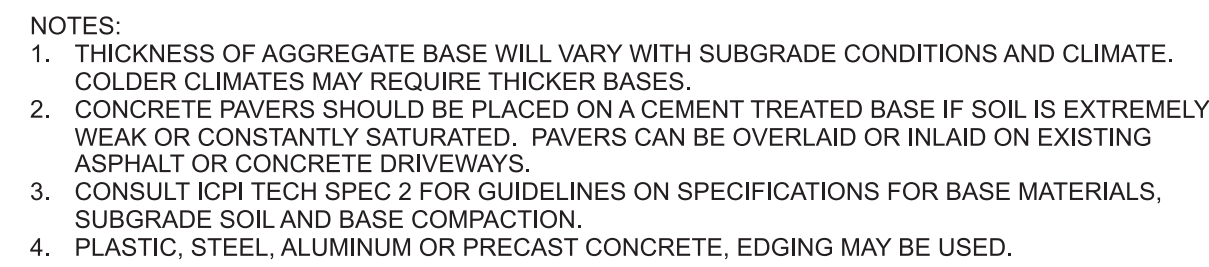 NOTES:
1. THICKNESS OF AGGREGATE BASE WILL VARY WITH SUBGRADE CONDITIONS AND CLIMATE.
COLDER CLIMATES MAY REQUIRE THICKER BASES.
2. CONCRETE PAVERS SHOULD BE PLACED ON A CEMENT TREATED BASE IF SOIL IS EXTREMELY
WEAK OR CONSTANTLY SATURATED. PAVERS CAN BE OVERLAID OR INLAID ON EXISTING
ASPHALT OR CONCRETE DRIVEWAYS.
3. CONSULT ICPI TECH SPEC 2 FOR GUIDELINES ON SPECIFICATIONS FOR BASE MATERIALS,
SUBGRADE SOIL AND BASE COMPACTION.
4. PLASTIC, STEEL, ALUMINUM OR PRECAST CONCRETE, EDGING MAY BE USED.